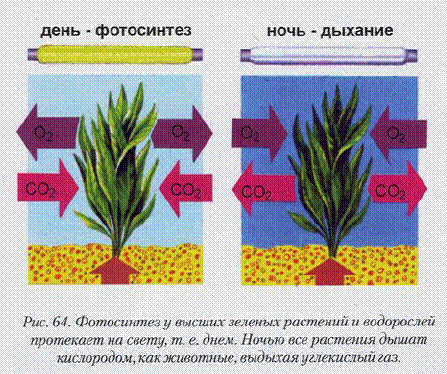 день - фотосинтез
ночь - дыхание
O2 O2 O2 O2
CO2 CO2 CO2 CO2
Рис. 64. Фотосинтез у высших зеленых растений и водорослей
протекает на свету, т. е. днем. Ночью все растения дышат
кислородом, как животные, выдыхая углекислый газ.